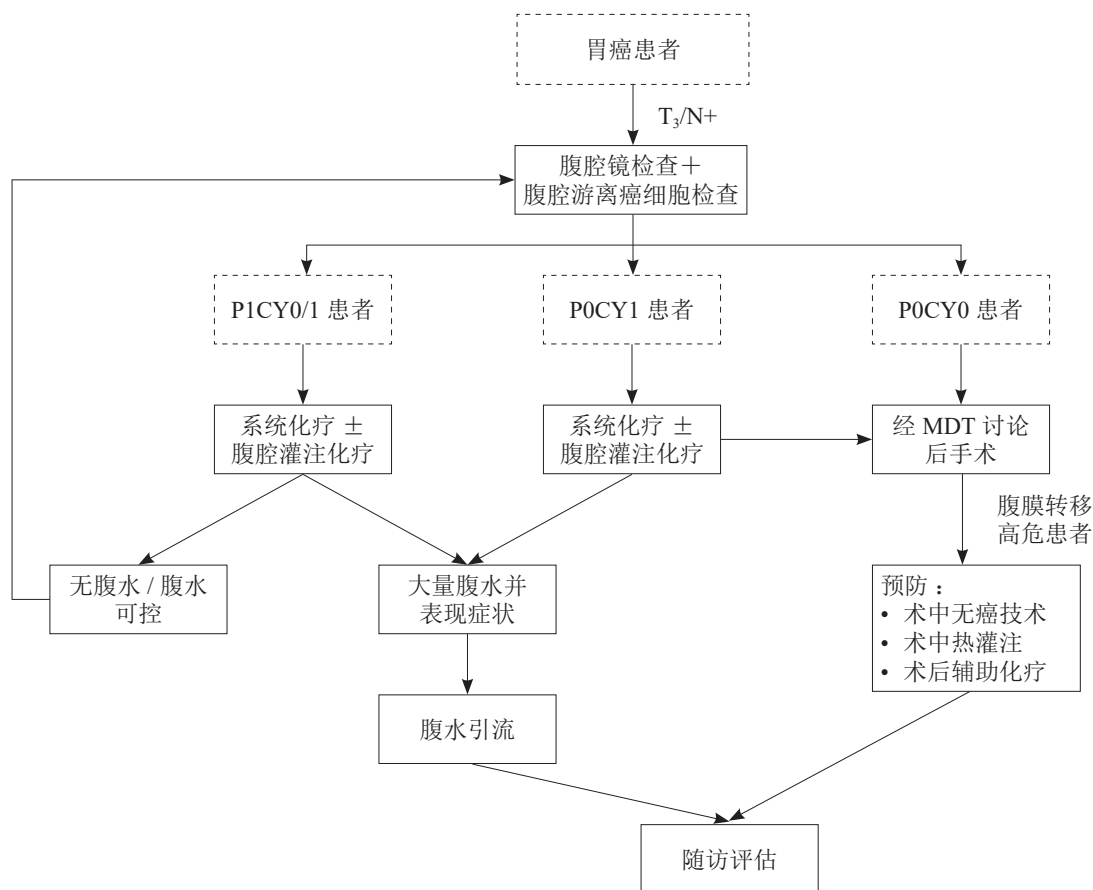 胃癌患者
T₃/N+
腹腔镜检查＋
腹腔游离癌细胞检查
P1CY0/1 患者
P0CY1 患者
P0CY0 患者
系统化疗 ±
腹腔灌注化疗
系统化疗 ±
腹腔灌注化疗
经 MDT 讨论
后手术
腹膜转移
高危患者
无腹水 / 腹水
可控
大量腹水并
表现症状
预防：
• 术中无癌技术
• 术中热灌注
• 术后辅助化疗
腹水引流
随访评估